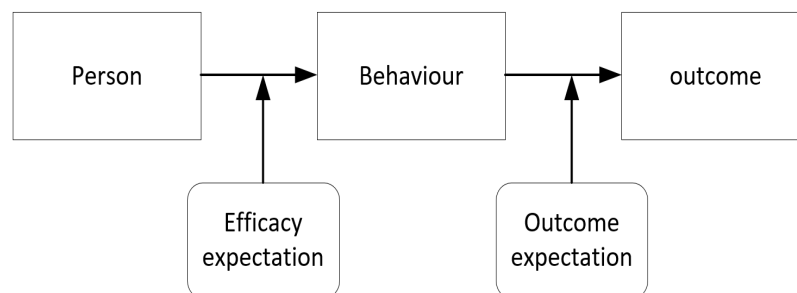 Person
Behaviour
outcome
Efficacy
expectation
Outcome
expectation